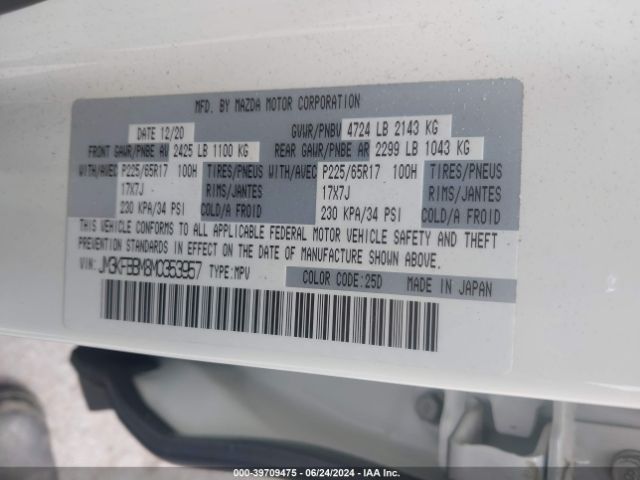 MFD. BY MAZDA MOTOR CORPORATION
DATE 12/20 GVWR/PNBV 4724 LB 2143 KG
FRONT GAWR/PNBE AV 2425 LB 1100 KG REAR GAWR/PNBE AR 2299 LB 1043 KG
WITH/AVEC P225/65R17 100H TIRES/PNEUS WITH/AVEC P225/65R17 100H TIRES/PNEUS
17X7J RIMS/JANTES 17X7J RIMS/JANTES
230 KPA/34 PSI COLD/A FROID 230 KPA/34 PSI COLD/A FROID
THIS VEHICLE CONFORMS TO ALL APPLICABLE FEDERAL MOTOR VEHICLE SAFETY AND THEFT
PREVENTION STANDARDS IN EFFECT ON THE DATE OF MANUFACTURE SHOWN ABOVE.
VIN: JM3KFBBM8M0353957 TYPE: MPV COLOR CODE: 25D MADE IN JAPAN
000-39709475 - 06/24/2024 - IAA Inc.